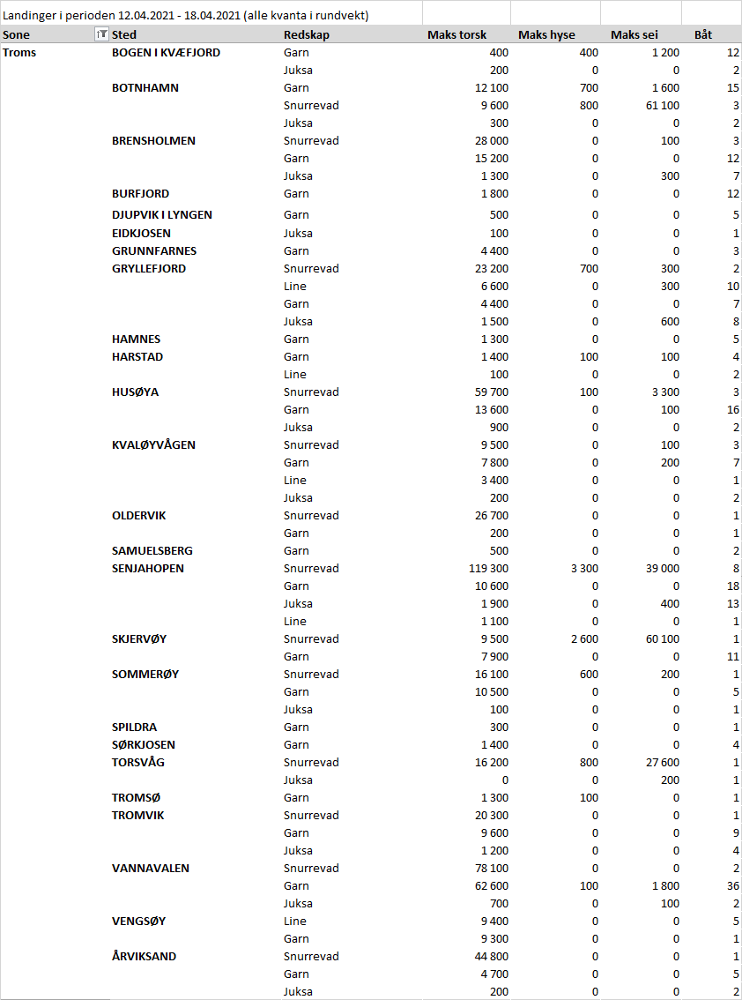 Landinger i perioden 12.04.2021 - 18.04.2021 (alle kvanta i rundvekt)
Sone Sted Redskap Maks torsk Maks hyse Maks sei Båt
Troms BOGEN I KVÆFJORD Garn 400 400 1 200 12
Juksa 200 0 0 2
BOTNHAMN Garn 12 100 700 1 600 15
Snurrevad 9 600 800 61 100 3
Juksa 300 0 0 2
BRENSHOLMEN Snurrevad 28 000 0 100 3
Garn 15 200 0 0 12
Juksa 1 300 0 300 7
BURFJORD Garn 1 800 0 0 12
DJUPVIK I LYNGEN Garn 500 0 0 5
EIDKJOSEN Juksa 100 0 0 1
GRUNNFARNES Garn 4 400 0 0 3
GRYLLEFJORD Snurrevad 23 200 700 300 2
Line 6 600 0 300 10
Garn 4 400 0 0 7
Juksa 1 500 0 600 8
HAMNES Garn 1 300 0 0 5
HARSTAD Garn 1 400 100 100 4
Line 100 0 0 2
HUSØYA Snurrevad 59 700 100 3 300 3
Garn 13 600 0 100 16
Juksa 900 0 0 2
KVALØYVÅGEN Snurrevad 9 500 0 100 3
Garn 7 800 0 200 7
Line 3 400 0 0 1
Juksa 200 0 0 2
OLDERVIK Snurrevad 26 700 0 0 1
Garn 200 0 0 1
SAMUELSBERG Garn 500 0 0 2
SENJAHOPEN Snurrevad 119 300 3 300 39 000 8
Garn 10 600 0 0 18
Juksa 1 900 0 400 13
Line 1 100 0 0 1
SKJERVØY Snurrevad 9 500 2 600 60 100 1
Garn 7 900 0 0 11
SOMMERØY Snurrevad 16 100 600 200 1
Garn 10 500 0 0 5
Juksa 100 0 0 1
SPILDRA Garn 300 0 0 1
SØRKJOSEN Garn 1 400 0 0 4
TORSVÅG Snurrevad 16 200 800 27 600 1
Juksa 0 0 200 1
TROMSØ Garn 1 300 100 0 1
TROMVIK Snurrevad 20 300 0 0 1
Garn 9 600 0 0 9
Juksa 1 200 0 0 4
VANNAVALEN Snurrevad 78 100 0 0 2
Garn 62 600 100 1 800 36
Juksa 700 0 100 2
VENGSØY Line 9 400 0 0 5
Garn 9 300 0 0 1
ÅRVIKSAND Snurrevad 44 800 0 0 1
Garn 4 700 0 0 5
Juksa 200 0 0 2